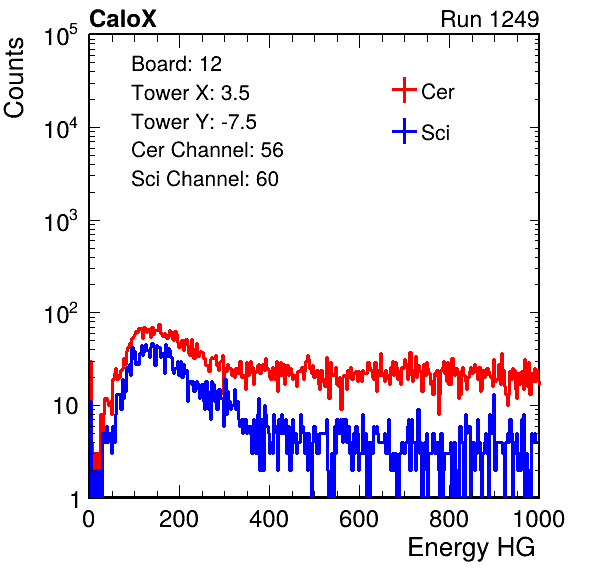 CaloX Run 1249
Counts
10^5
10^4
10^3
10^2
10
1
Board: 12
Tower X: 3.5
Tower Y: -7.5
Cer Channel: 56
Sci Channel: 60
Cer
Sci
0 200 400 600 800 1000
Energy HG